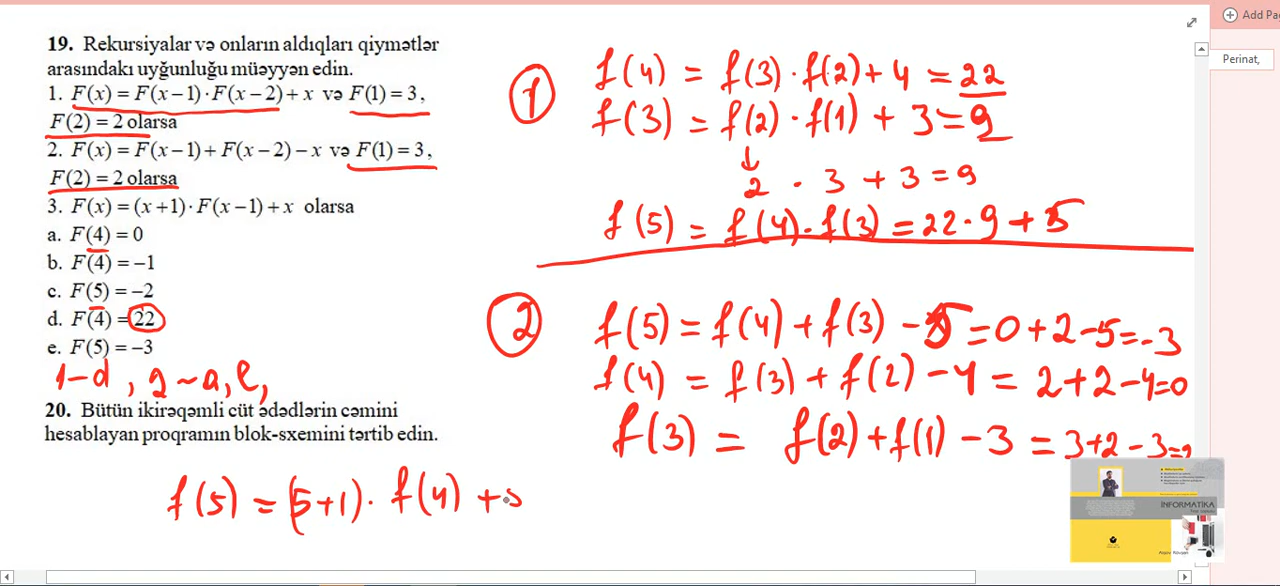 19. Rekursiyalar və onların aldıqları qiymətlər
arasındakı uyğunluğu müəyyən edin.
1. F(x) = F(x−1)·F(x−2)+x və F(1)=3,
F(2)=2 olarsa
2. F(x) = F(x−1)+F(x−2)−x və F(1)=3,
F(2)=2 olarsa
3. F(x)=(x+1)·F(x−1)+x olarsa
a. F(4)=0
b. F(4)=−1
c. F(5)=−2
d. F(4)=22
e. F(5)=−3
1-d, 2-a, e,
20. Bütün ikirəqəmli cüt ədədlərin cəmini
hesablayan proqramın blok-sxemini tərtib edin.
f(5) = (5+1)· f(4) +5
1
f(4) = f(3)·f(2)+4 = 22
f(3) = f(2)·f(1) + 3 = 9
↓
2 · 3 + 3 = 9
f(5) = f(4)·f(3) = 22·9+5
2
f(5) = f(4)+f(3)−5 = 0+2−5=-3
f(4) = f(3)+f(2)−4 = 2+2−4=0
f(3) = f(2)+f(1)−3 = 3+2−3=2
Add Pa
Perinat,
INFORMATIKA